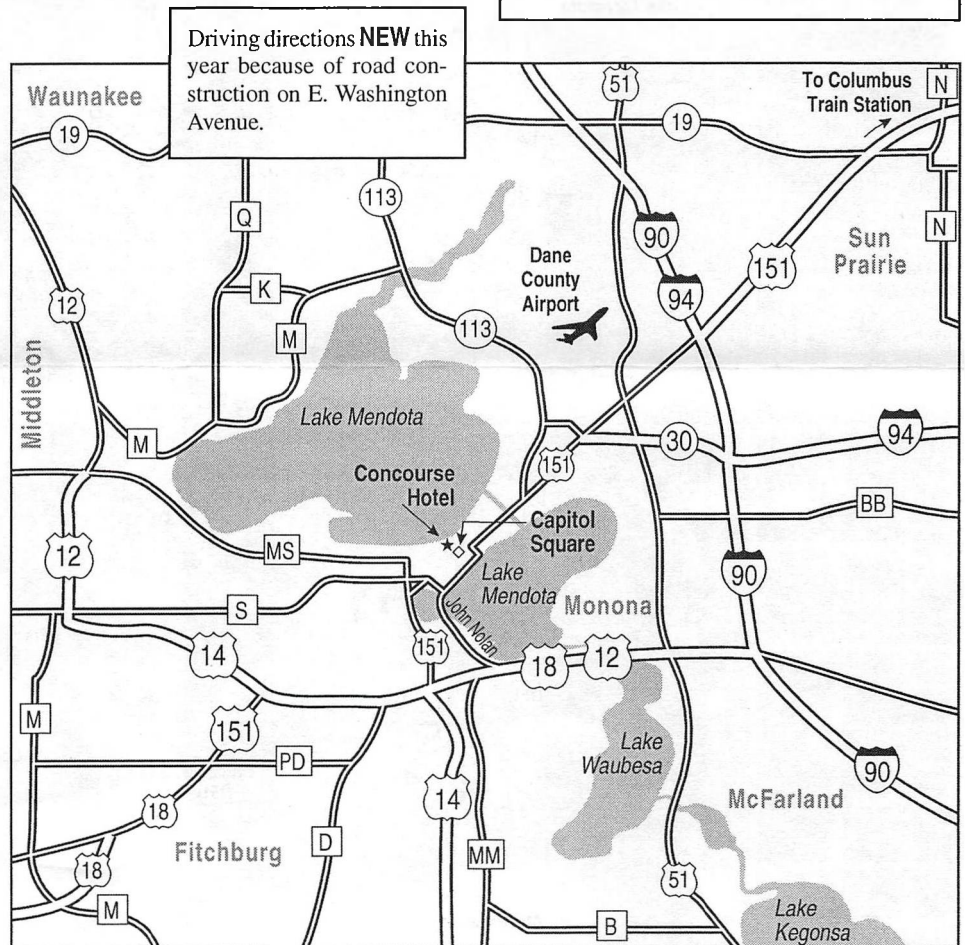 Driving directions NEW this
year because of road con-
struction on E. Washington
Avenue.
Waunakee
51
To Columbus
Train Station
N
19
19
113
Q
90
Sun
Prairie
N
Dane
County
Airport
151
K
94
12
M
113
Middleton
Lake Mendota
M
30
94
151
Concourse
Hotel
BB
Capitol
Square
MS
12
Lake
Mendota
90
Monona
S
John Nolan
151
14
18
12
M
151
Lake
Waubesa
PD
90
14
McFarland
18
Fitchburg
D
MM
18
51
M
B
Lake
Kegonsa